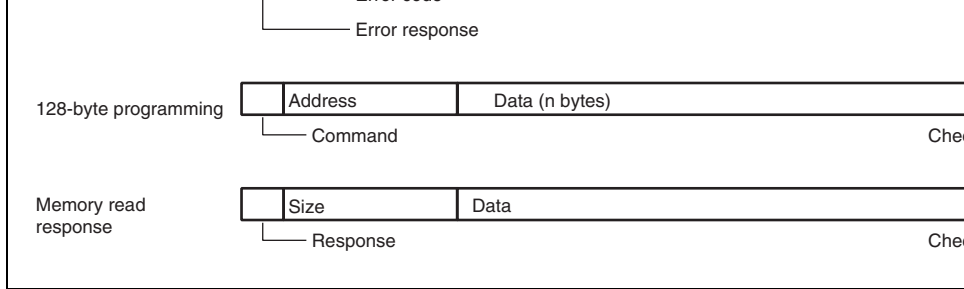 Error response
128-byte programming
Address
Data (n bytes)
Command
Memory read
response
Size
Data
Response